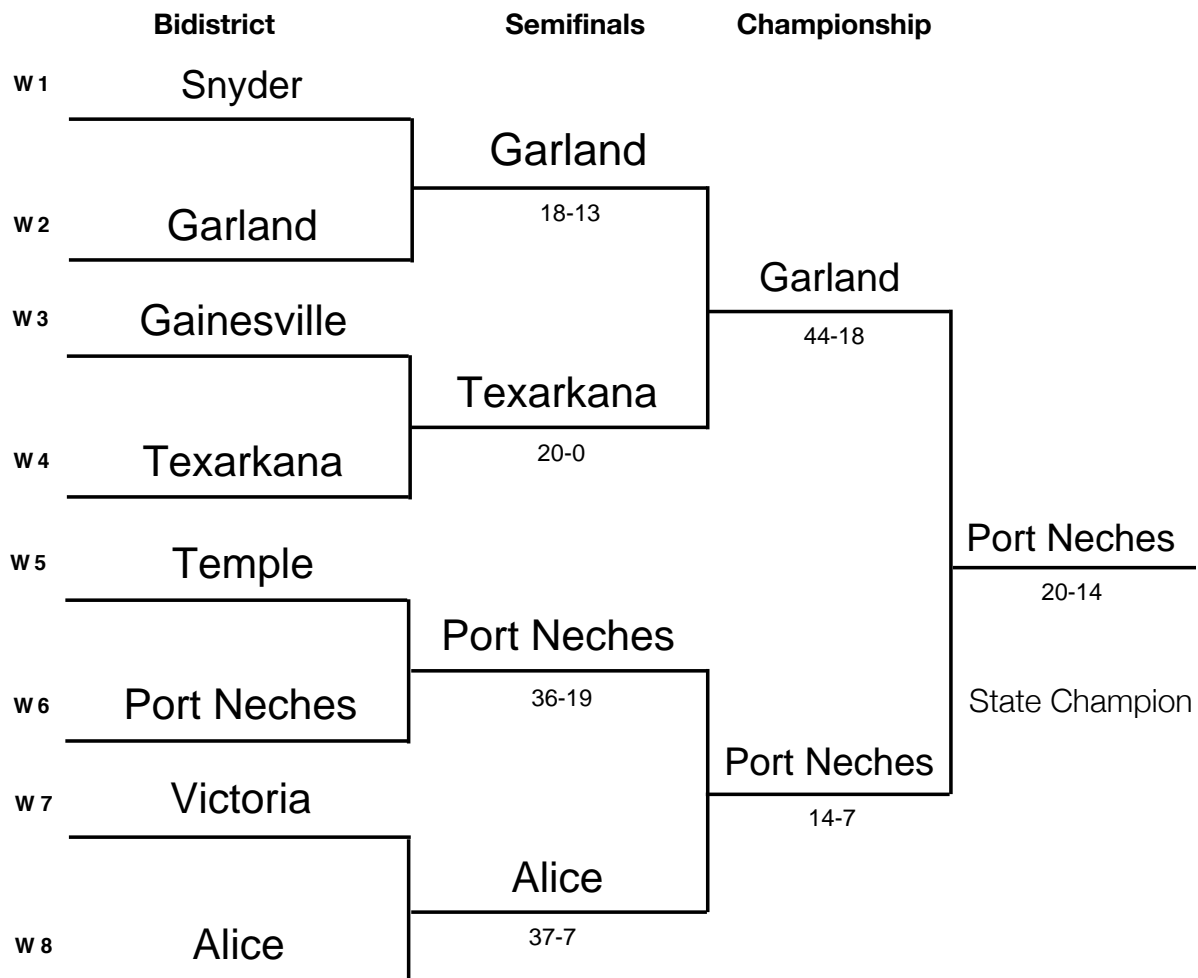 Bidistrict Semifinals Championship
W 1 Snyder
Garland
18-13
W 2 Garland
Garland
44-18
W 3 Gainesville
Texarkana
20-0
W 4 Texarkana
Port Neches
20-14
State Champion
W 5 Temple
Port Neches
36-19
W 6 Port Neches
Port Neches
14-7
W 7 Victoria
Alice
37-7
W 8 Alice